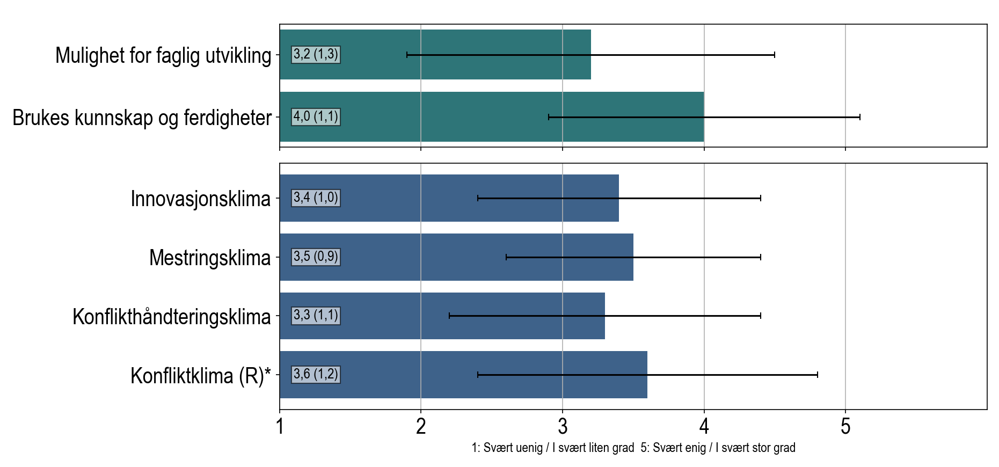 Mulighet for faglig utvikling
3,2 (1,3)
Brukes kunnskap og ferdigheter
4,0 (1,1)
Innovasjonsklima
3,4 (1,0)
Mestringsklima
3,5 (0,9)
Konflikthåndteringsklima
3,3 (1,1)
Konfliktklima (R)*
3,6 (1,2)
1 2 3 4 5
1: Svært uenig / I svært liten grad  5: Svært enig / I svært stor grad